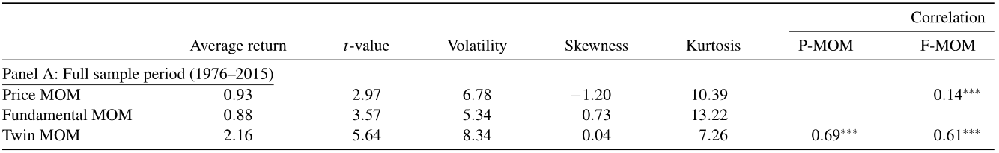 Correlation
Average return t-value Volatility Skewness Kurtosis P-MOM F-MOM
Panel A: Full sample period (1976–2015)
Price MOM 0.93 2.97 6.78 −1.20 10.39 0.14***
Fundamental MOM 0.88 3.57 5.34 0.73 13.22
Twin MOM 2.16 5.64 8.34 0.04 7.26 0.69*** 0.61***